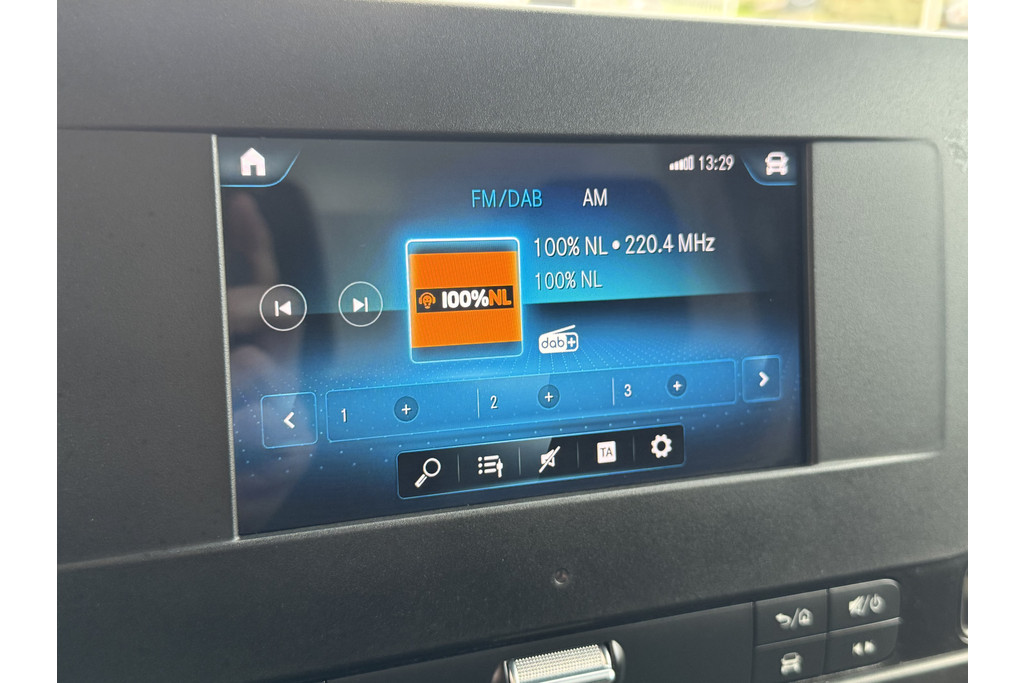 13:29
FM/DAB AM
100% NL • 220.4 MHz
100% NL
100%NL
dab+
1 + 2 + 3 +
TA